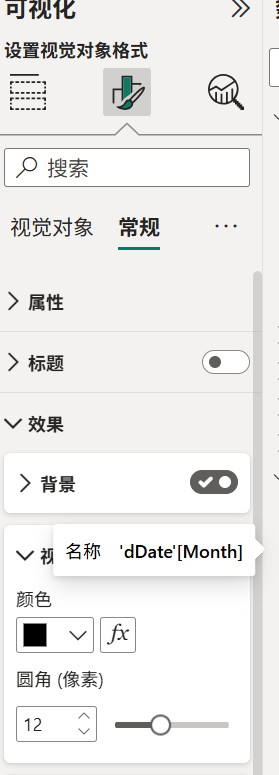 可视化
设置视觉对象格式
搜索
视觉对象
常规
...
属性
标题
效果
背景
名称 'dDate'[Month]
颜色
fx
圆角 (像素)
12